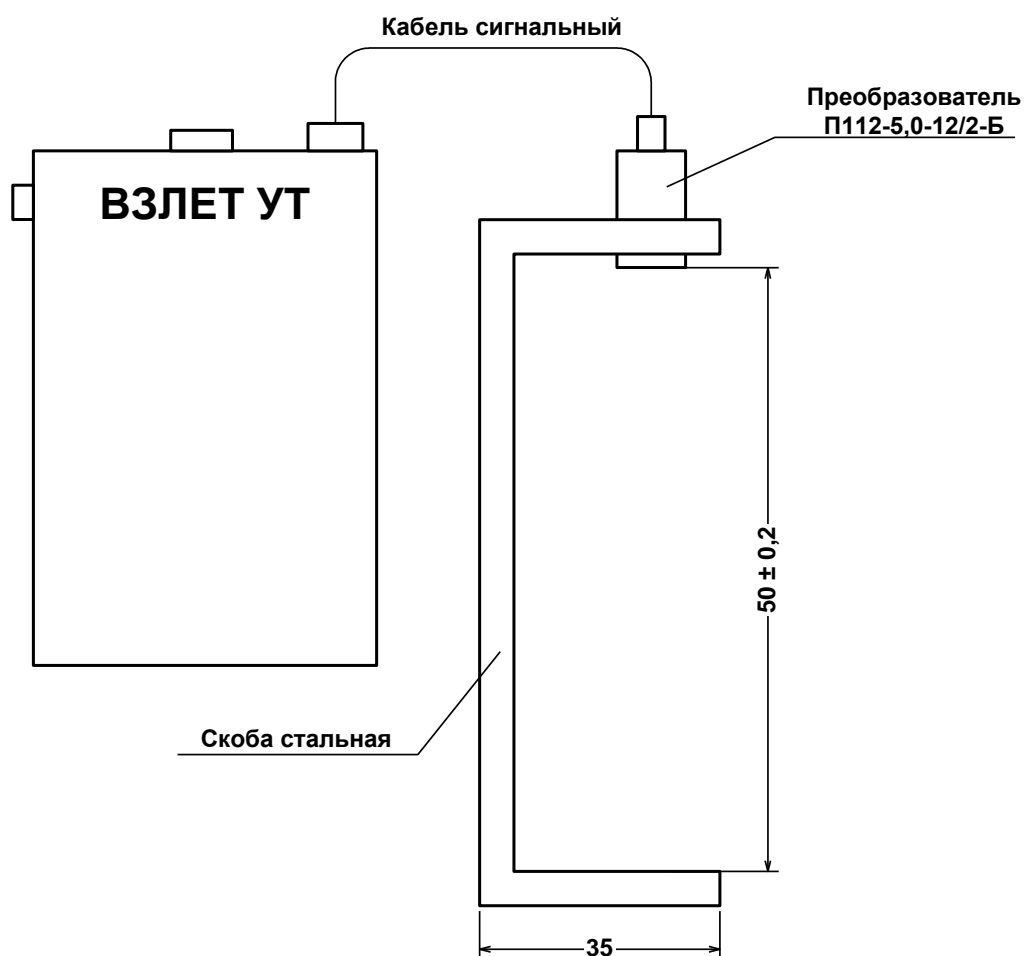 Кабель сигнальный
Преобразователь
П112-5,0-12/2-Б
ВЗЛЕТ УТ
50 ± 0,2
Скоба стальная
35